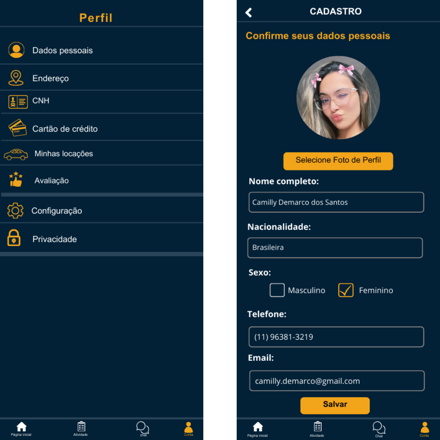 Perfil
Dados pessoais
Endereço
CNH
Cartão de crédito
Minhas locações
Avaliação
Configuração
Privacidade
Página inicial
Atividade
Chat
Conta
CADASTRO
Confirme seus dados pessoais
Selecione Foto de Perfil
Nome completo:
Camilly Demarco dos Santos
Nacionalidade:
Brasileira
Sexo:
Masculino Feminino
Telefone:
(11) 96381-3219
Email:
camilly.demarco@gmail.com
Salvar
Página inicial
Atividade
Chat
Conta